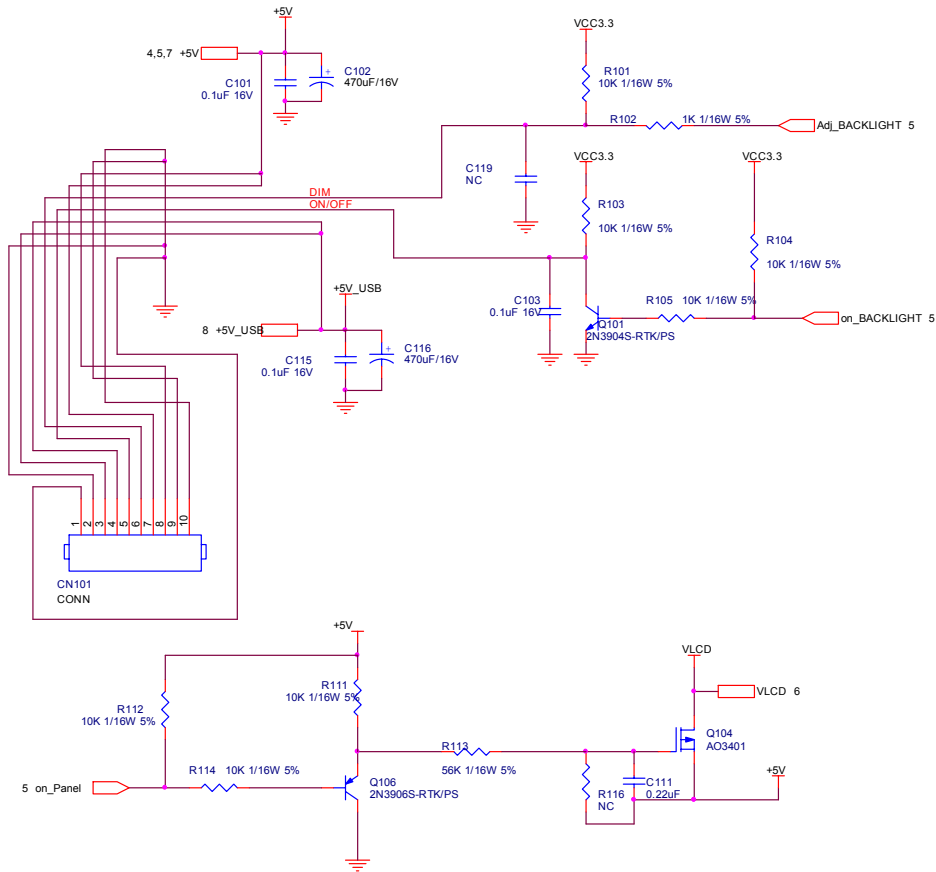 +5V
4,5,7 +5V
C101
0.1uF 16V
C102
470uF/16V
VCC3.3
R101
10K 1/16W 5%
R102 1K 1/16W 5%
Adj_BACKLIGHT 5
C119
NC
VCC3.3
VCC3.3
DIM
ON/OFF
R103
10K 1/16W 5%
R104
10K 1/16W 5%
+5V_USB
8 +5V_USB
C103
0.1uF 16V
R105 10K 1/16W 5%
on_BACKLIGHT 5
Q101
2N3904S-RTK/PS
C115
0.1uF 16V
C116
470uF/16V
1
2
3
4
5
6
7
8
9
10
CN101
CONN
+5V
VLCD
R111
10K 1/16W 5%
VLCD 6
R112
10K 1/16W 5%
Q104
AO3401
R113
56K 1/16W 5%
R114 10K 1/16W 5%
5 on_Panel
Q106
2N3906S-RTK/PS
R116
NC
C111
0.22uF
+5V